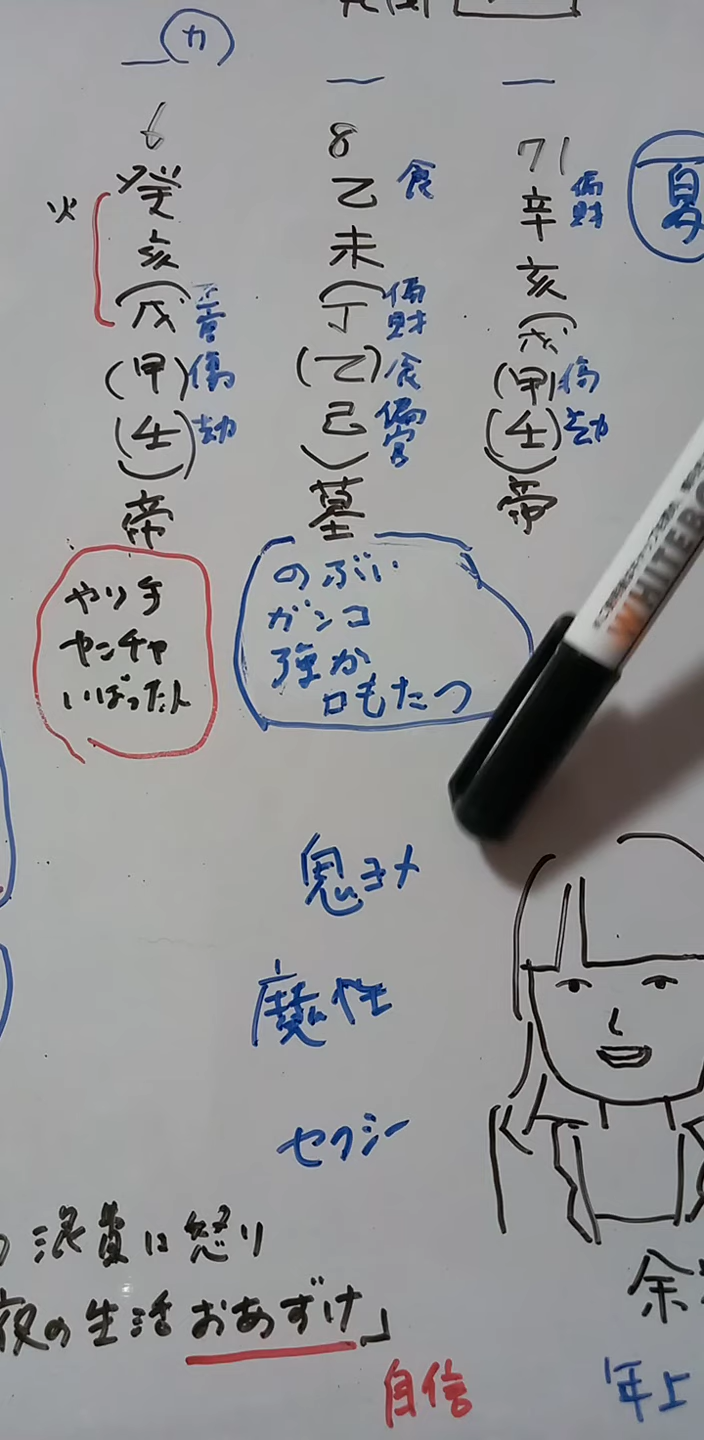 カ
6 8 71
癸 乙 食 辛 偏財
火
亥 未 亥
(戊 正官 (丁 偏財 (戊
(甲) 傷 (乙) 食 (甲) 傷
(壬) 劫 己) 偏官 (壬) 劫
帝 墓 帝
夏
やり手
ヤンチャ
いばったん
のぶい
ガンコ
強か
口もたつ
WHITEBO
鬼ヨメ
魔性
セクシー
浪費に怒り
夜の生活おあずけ」
余
自信
年上